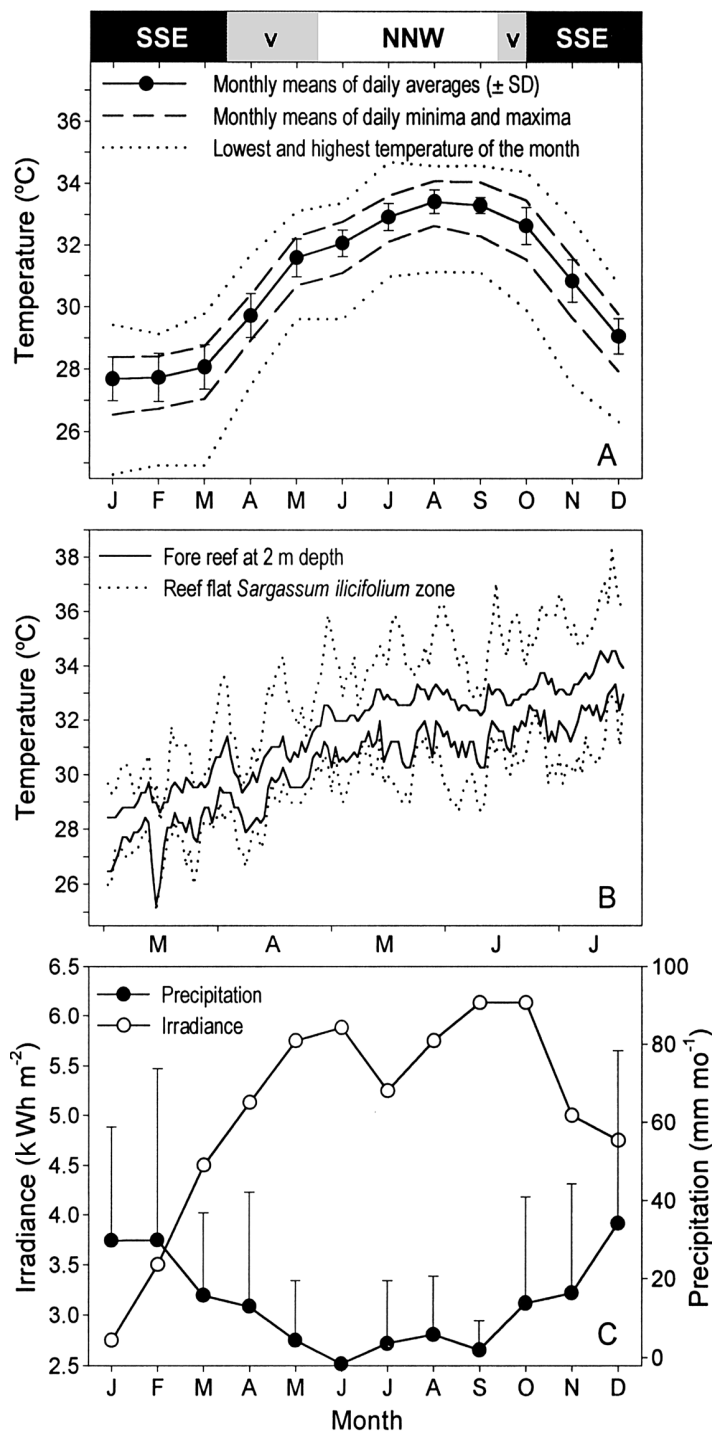 SSE v NNW v SSE
Monthly means of daily averages (± SD)
Monthly means of daily minima and maxima
Lowest and highest temperature of the month
Temperature (ºC)
36
34
32
30
28
26
A
J F M A M J J A S O N D
Fore reef at 2 m depth
Reef flat Sargassum ilicifolium zone
Temperature (ºC)
38
36
34
32
30
28
26
B
M A M J J
Precipitation
Irradiance
Irradiance (k Wh m⁻²)
6.5
6.0
5.5
5.0
4.5
4.0
3.5
3.0
2.5
Precipitation (mm mo⁻¹)
100
80
60
40
20
0
C
J F M A M J J A S O N D
Month